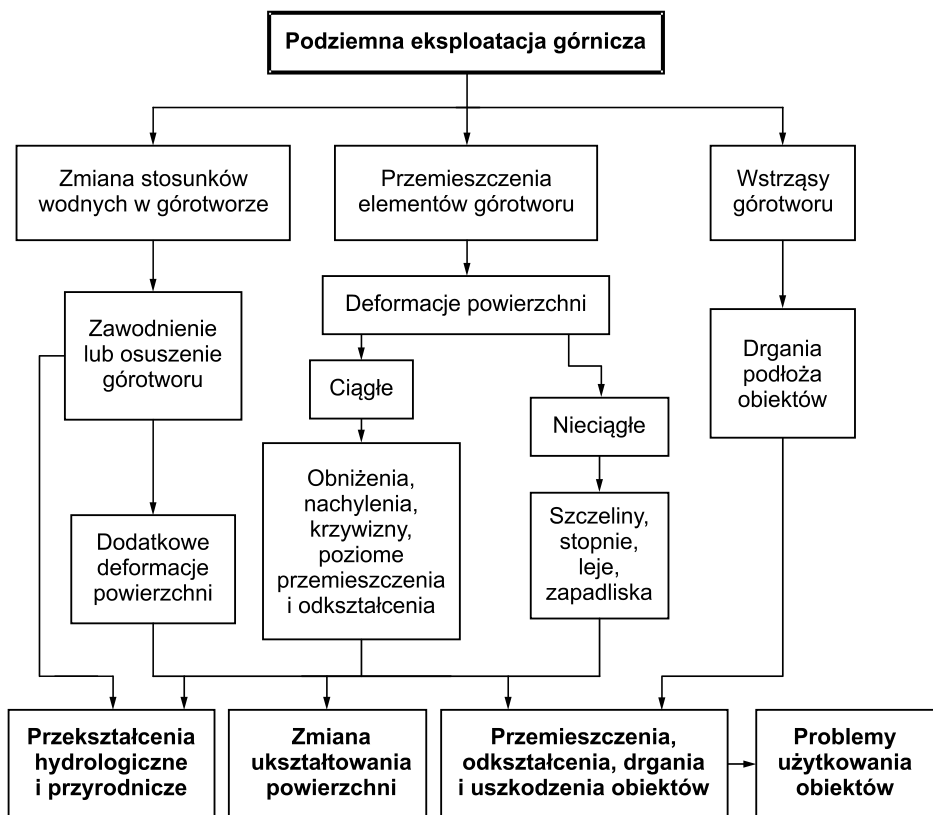 Podziemna eksploatacja górnicza
Zmiana stosunków
wodnych w górotworze
Przemieszczenia
elementów górotworu
Wstrząsy
górotworu
Zawodnienie
lub osuszenie
górotworu
Deformacje powierzchni
Drgania
podłoża
obiektów
Ciągłe
Nieciągłe
Obniżenia,
nachylenia,
krzywizny,
poziome
przemieszczenia
i odkształcenia
Szczeliny,
stopnie,
leje,
zapadliska
Dodatkowe
deformacje
powierzchni
Przekształcenia
hydrologiczne
i przyrodnicze
Zmiana
ukształtowania
powierzchni
Przemieszczenia,
odkształcenia, drgania
i uszkodzenia obiektów
Problemy
użytkowania
obiektów